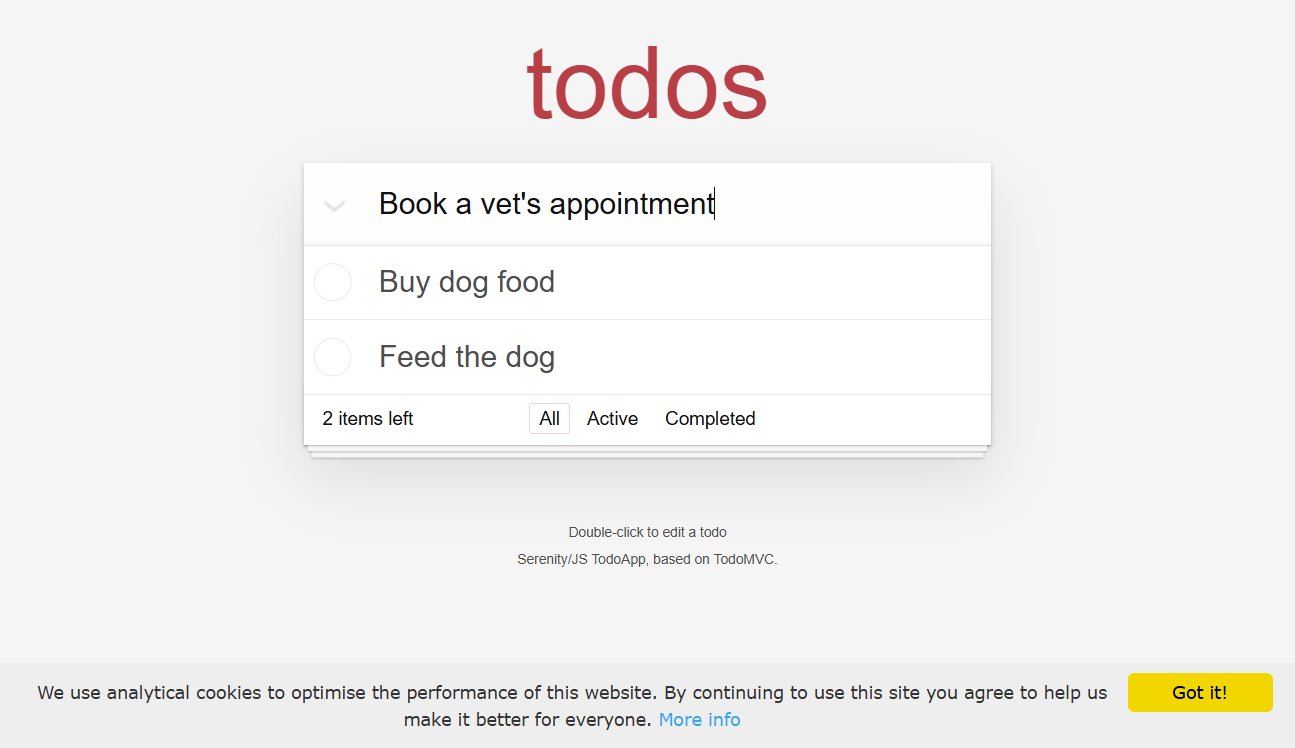 todos
Book a vet's appointment
Buy dog food
Feed the dog
2 items left All Active Completed
Double-click to edit a todo
Serenity/JS TodoApp, based on TodoMVC.
We use analytical cookies to optimise the performance of this website. By continuing to use this site you agree to help us
make it better for everyone. More info
Got it!